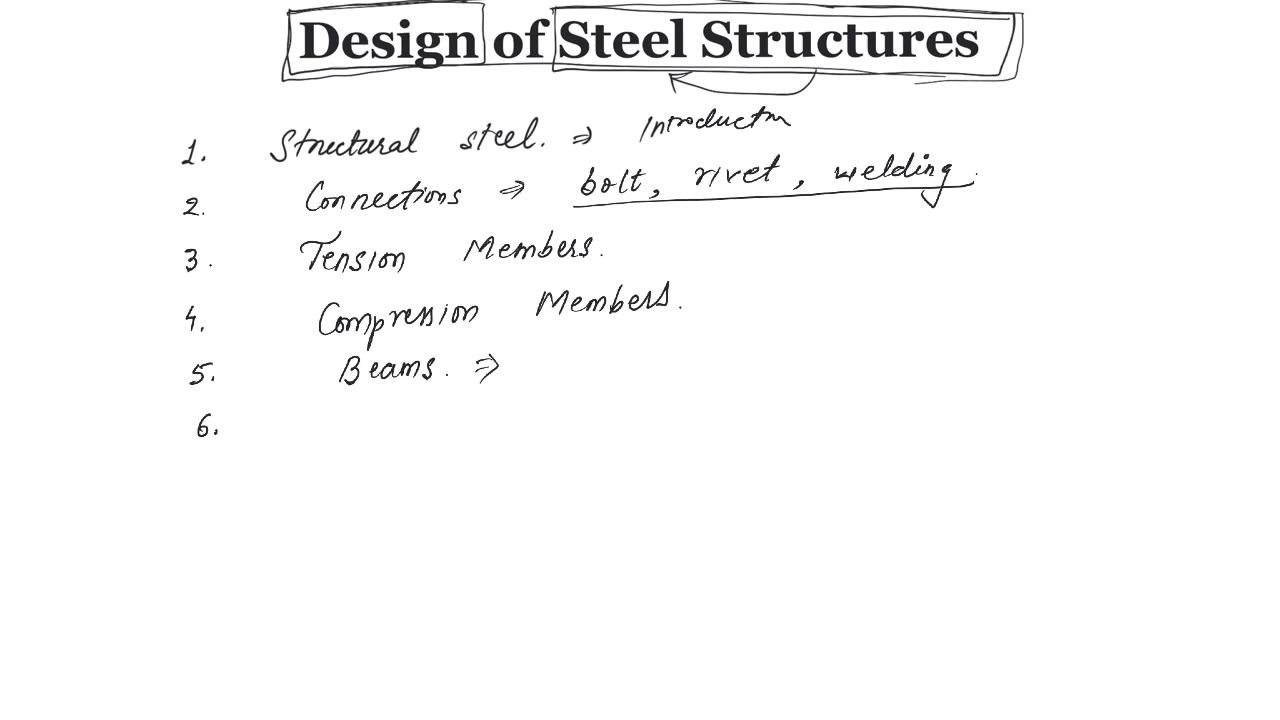 Design of Steel Structures
1. Structural steel. ⇒ Introductn
2. Connections ⇒ bolt, rivet, welding.
3. Tension Members.
4. Compression Members.
5. Beams. ⇒
6.